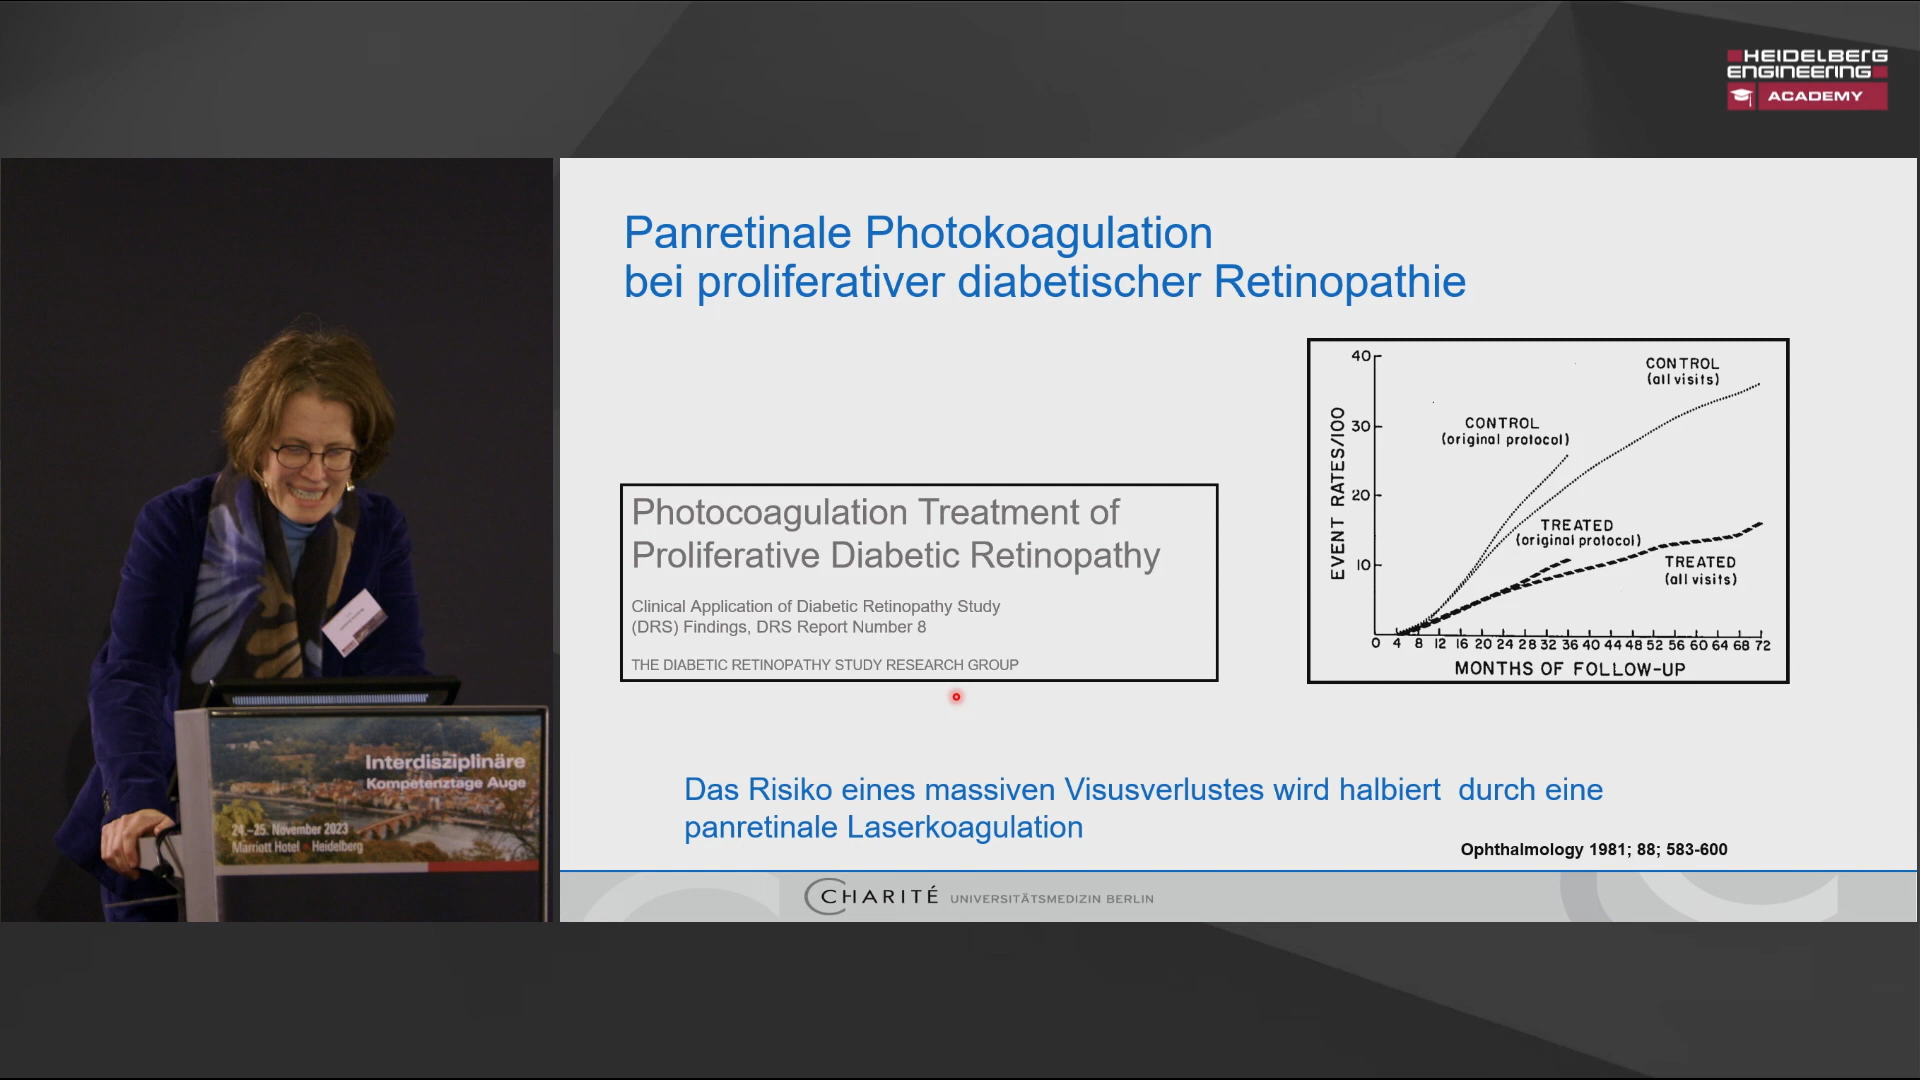 HEIDELBERG
ENGINEERING
ACADEMY
Panretinale Photokoagulation
bei proliferativer diabetischer Retinopathie
Photocoagulation Treatment of
Proliferative Diabetic Retinopathy
Clinical Application of Diabetic Retinopathy Study
(DRS) Findings, DRS Report Number 8
THE DIABETIC RETINOPATHY STUDY RESEARCH GROUP
EVENT RATES/100
40
30
20
10
CONTROL
(all visits)
CONTROL
(original protocol)
TREATED
(original protocol)
TREATED
(all visits)
0 4 8 12 16 20 24 28 32 36 40 44 48 52 56 60 64 68 72
MONTHS OF FOLLOW-UP
Das Risiko eines massiven Visusverlustes wird halbiert durch eine
panretinale Laserkoagulation
Ophthalmology 1981; 88; 583-600
CHARITÉ UNIVERSITÄTSMEDIZIN BERLIN
Interdisziplinäre
Kompetenztage Auge
24.–25. November 2023
Marriott Hotel • Heidelberg